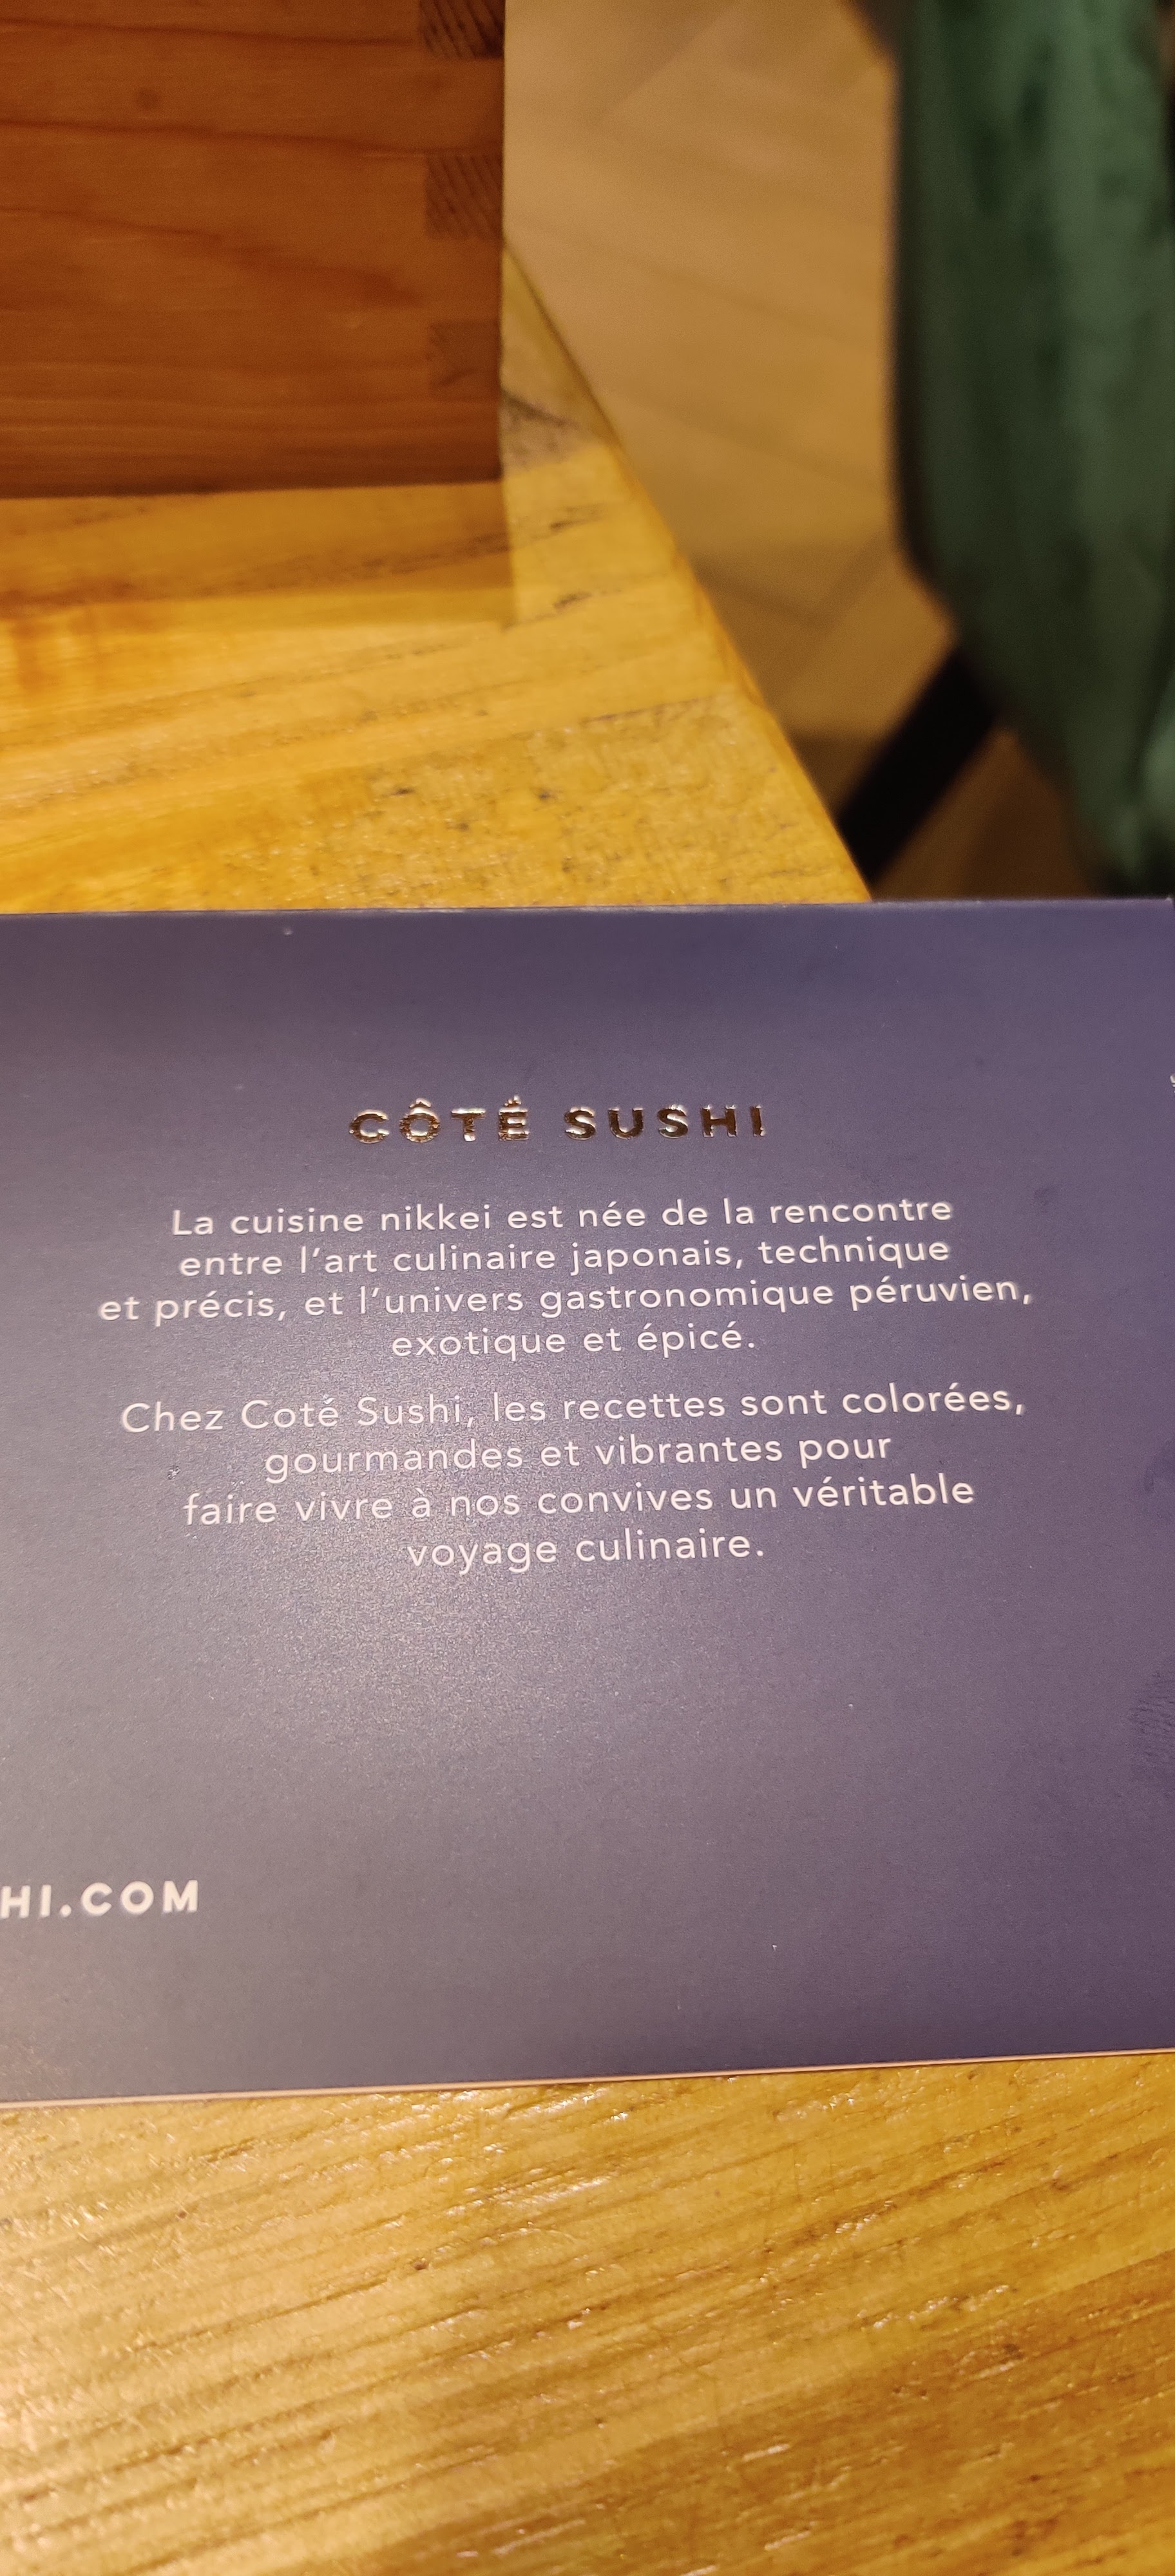 CÔTÉ SUSHI
La cuisine nikkei est née de la rencontre
entre l’art culinaire japonais, technique
et précis, et l’univers gastronomique péruvien,
exotique et épicé.
Chez Coté Sushi, les recettes sont colorées,
gourmandes et vibrantes pour
faire vivre à nos convives un véritable
voyage culinaire.
HI.COM